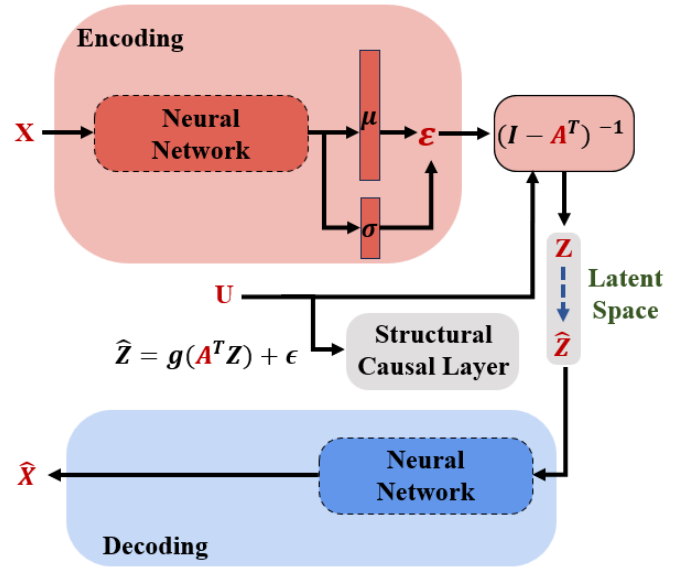 Encoding
X
Neural
Network
μ
σ
ε
(I − A^T)^{−1}
Z
Ẑ
Latent
Space
U
Ẑ = g(A^T Z) + ϵ
Structural
Causal Layer
X̂
Neural
Network
Decoding